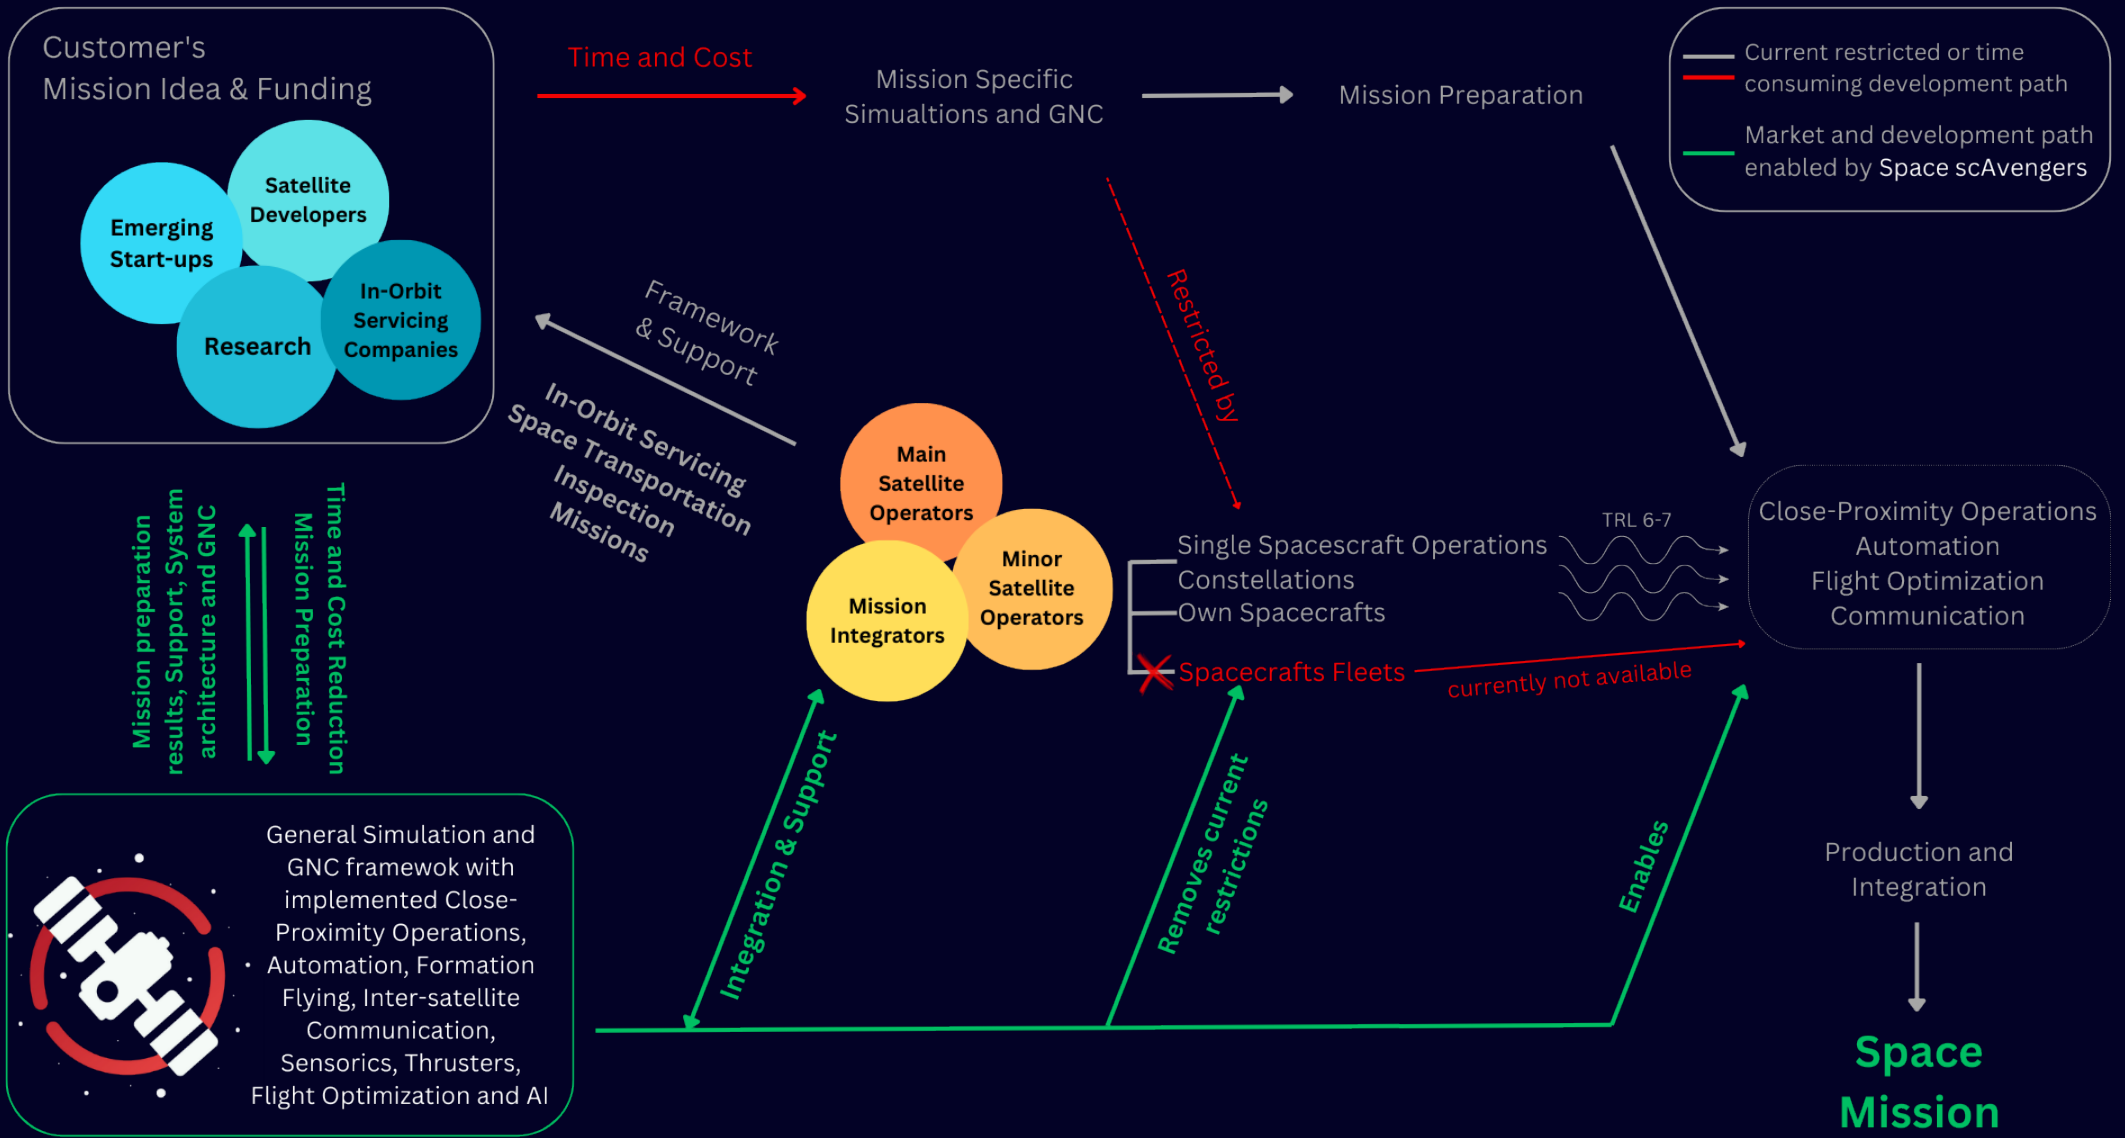 Customer's
Mission Idea & Funding
Satellite
Developers
Emerging
Start-ups
Research
In-Orbit
Servicing
Companies
Time and Cost
Mission Specific
Simualtions and GNC
Mission Preparation
Current restricted or time
consuming development path
Market and development path
enabled by Space scAvengers
Restricted by
Framework
& Support
In-Orbit Servicing
Space Transportation
Inspection
Missions
Main
Satellite
Operators
Minor
Satellite
Operators
Mission
Integrators
Single Spacescraft Operations
Constellations
Own Spacecrafts
Spacecrafts Fleets
currently not available
TRL 6-7
Close-Proximity Operations
Automation
Flight Optimization
Communication
Mission preparation
results, Support, System
architecture and GNC
Time and Cost Reduction
Mission Preparation
Integration & Support
Removes current
restrictions
Enables
Production and
Integration
Space
Mission
General Simulation and
GNC framewok with
implemented Close-
Proximity Operations,
Automation, Formation
Flying, Inter-satellite
Communication,
Sensorics, Thrusters,
Flight Optimization and AI